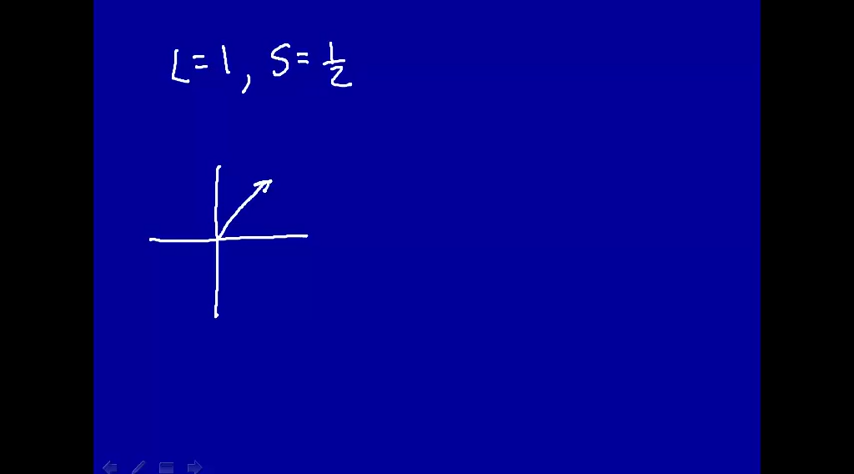 L = 1, S = 1/2